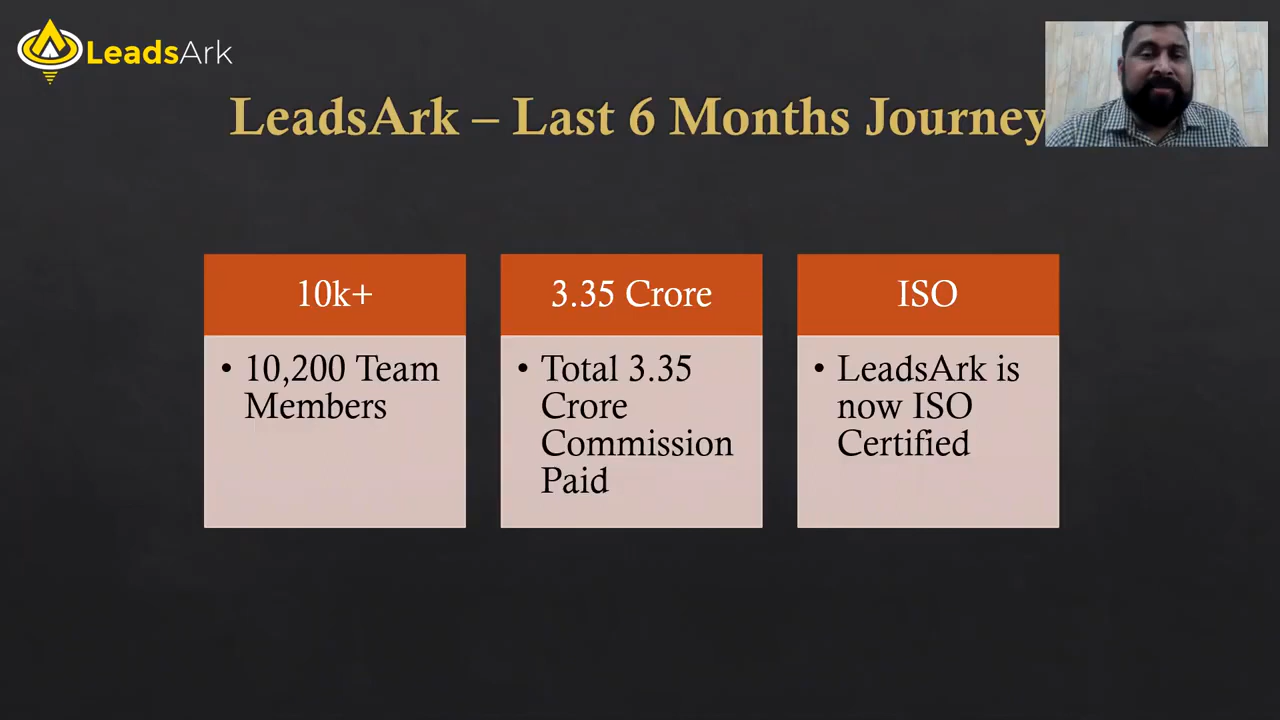 LeadsArk
LeadsArk – Last 6 Months Journey
10k+
• 10,200 Team
Members
3.35 Crore
• Total 3.35
Crore
Commission
Paid
ISO
• LeadsArk is
now ISO
Certified